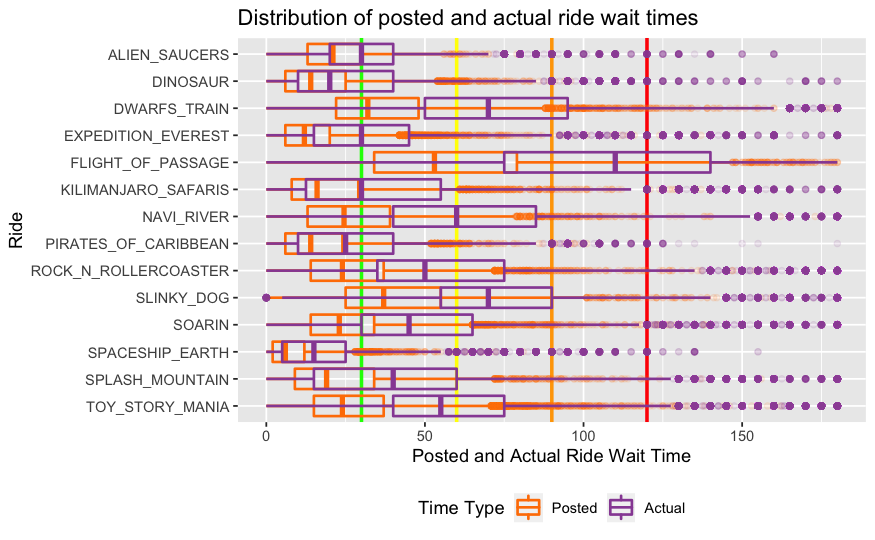 Distribution of posted and actual ride wait times
Ride
ALIEN_SAUCERS
DINOSAUR
DWARFS_TRAIN
EXPEDITION_EVEREST
FLIGHT_OF_PASSAGE
KILIMANJARO_SAFARIS
NAVI_RIVER
PIRATES_OF_CARIBBEAN
ROCK_N_ROLLERCOASTER
SLINKY_DOG
SOARIN
SPACESHIP_EARTH
SPLASH_MOUNTAIN
TOY_STORY_MANIA
0 50 100 150
Posted and Actual Ride Wait Time
Time Type Posted Actual